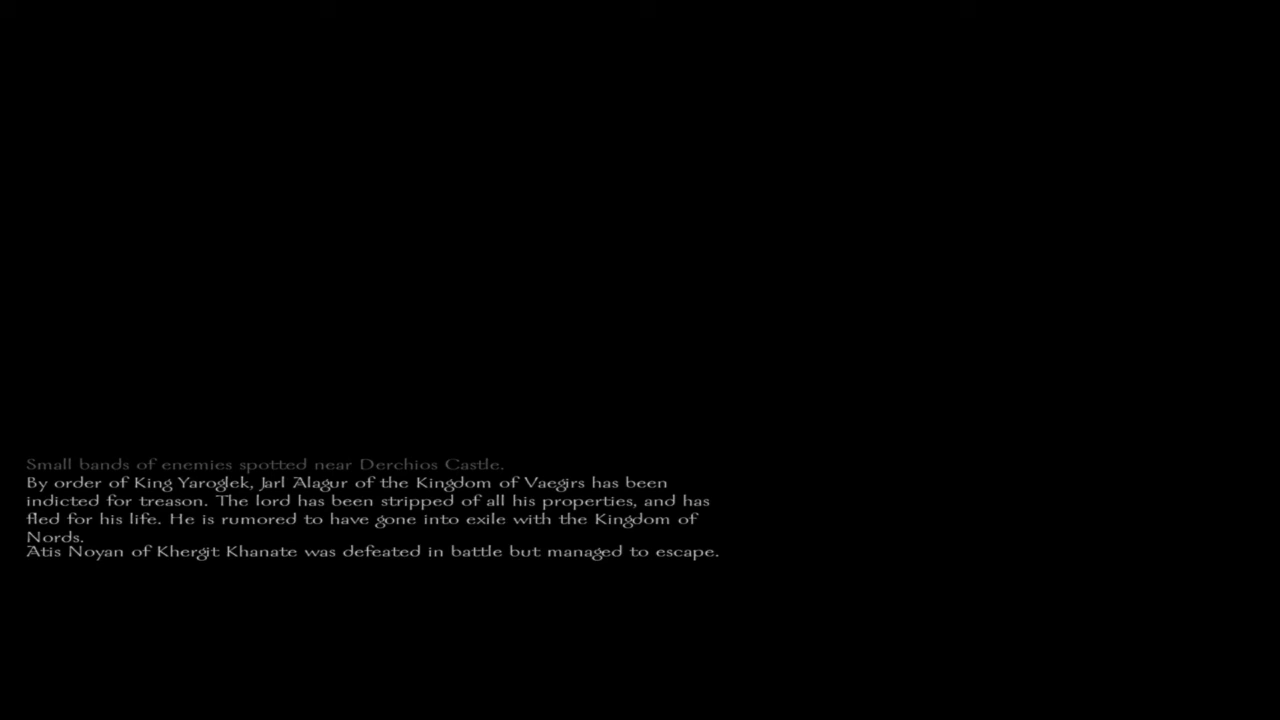 Small bands of enemies spotted near Derchios Castle.
By order of King Yaroglek, Jarl Alagur of the Kingdom of Vaegirs has been
indicted for treason. The lord has been stripped of all his properties, and has
fled for his life. He is rumored to have gone into exile with the Kingdom of
Nords.
Atis Noyan of Khergit Khanate was defeated in battle but managed to escape.